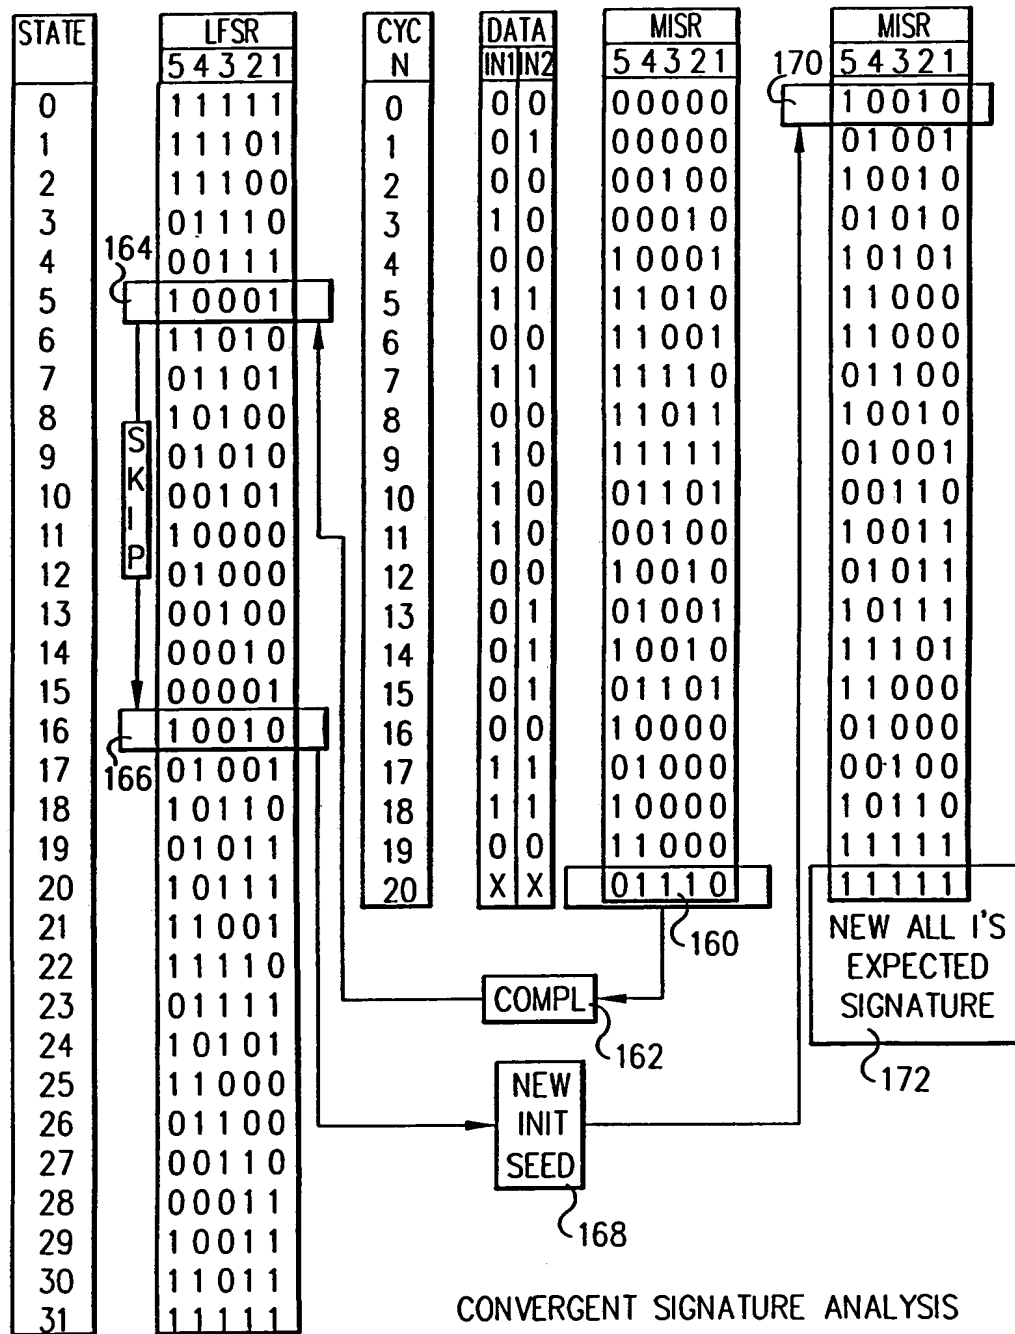 STATE LFSR CYC DATA MISR MISR
5 4 3 2 1 N IN1 IN2 5 4 3 2 1 170 5 4 3 2 1
0 1 1 1 1 1 0 0 0 0 0 0 0 0 1 0 0 1 0
1 1 1 1 0 1 1 0 1 0 0 0 0 0 0 1 0 0 1
2 1 1 1 0 0 2 0 0 0 0 1 0 0 1 0 0 1 0
3 0 1 1 1 0 3 1 0 0 0 0 1 0 0 1 0 1 0
164
4 0 0 1 1 1 4 0 0 1 0 0 0 1 1 0 1 0 1
5 1 0 0 0 1 5 1 1 1 1 0 1 0 1 1 0 0 0
6 1 1 0 1 0 6 0 0 1 1 0 0 1 1 1 0 0 0
7 0 1 1 0 1 7 1 1 1 1 1 1 0 0 1 1 0 0
8 1 0 1 0 0 8 0 0 1 1 0 1 1 1 0 0 1 0
SKIP
9 0 1 0 1 0 9 1 0 1 1 1 1 1 0 1 0 0 1
10 0 0 1 0 1 10 1 0 0 1 1 0 1 0 0 1 1 0
11 1 0 0 0 0 11 1 0 0 0 1 0 0 1 0 0 1 1
12 0 1 0 0 0 12 0 0 1 0 0 1 0 0 1 0 1 1
13 0 0 1 0 0 13 0 1 0 1 0 0 1 1 0 1 1 1
14 0 0 0 1 0 14 0 1 1 0 0 1 0 1 1 1 0 1
15 0 0 0 0 1 15 0 1 0 1 1 0 1 1 1 0 0 0
16 1 0 0 1 0 16 0 0 1 0 0 0 0 0 1 0 0 0
166
17 0 1 0 0 1 17 1 1 0 1 0 0 0 0 0 1 0 0
18 1 0 1 1 0 18 1 1 1 0 0 0 0 1 0 1 1 0
19 0 1 0 1 1 19 0 0 1 1 0 0 0 1 1 1 1 1
20 1 0 1 1 1 20 X X 0 1 1 1 0 1 1 1 1 1
21 1 1 0 0 1 160 NEW ALL I'S
22 1 1 1 1 0 EXPECTED
23 0 1 1 1 1 COMPL SIGNATURE
24 1 0 1 0 1 162
25 1 1 0 0 0 NEW 172
26 0 1 1 0 0 INIT
27 0 0 1 1 0 SEED
28 0 0 0 1 1
29 1 0 0 1 1 168
30 1 1 0 1 1
31 1 1 1 1 1 CONVERGENT SIGNATURE ANALYSIS